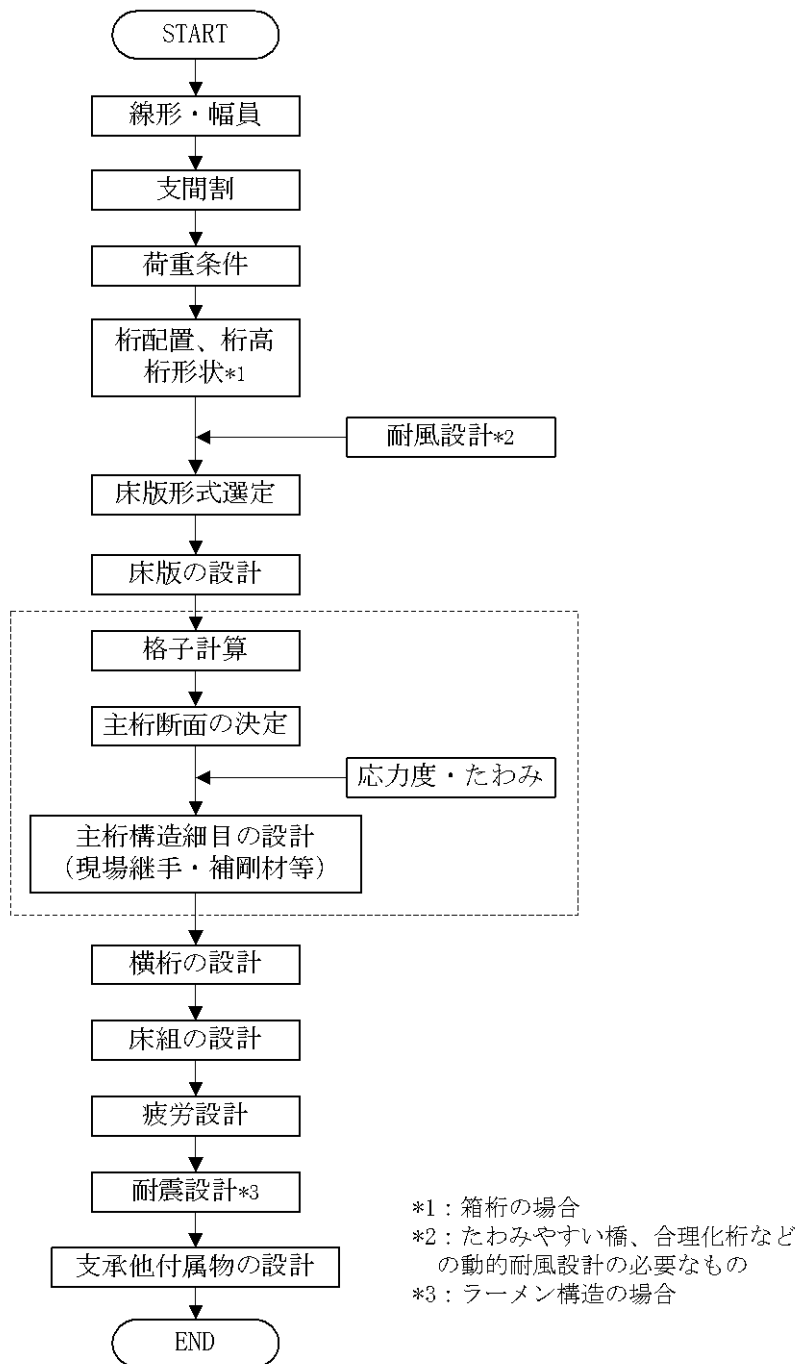 START
線形・幅員
支間割
荷重条件
桁配置、桁高
桁形状*1
耐風設計*2
床版形式選定
床版の設計
格子計算
主桁断面の決定
応力度・たわみ
主桁構造細目の設計
（現場継手・補剛材等）
横桁の設計
床組の設計
疲労設計
耐震設計*3
支承他付属物の設計
END
*1：箱桁の場合
*2：たわみやすい橋、合理化桁など
の動的耐風設計の必要なもの
*3：ラーメン構造の場合